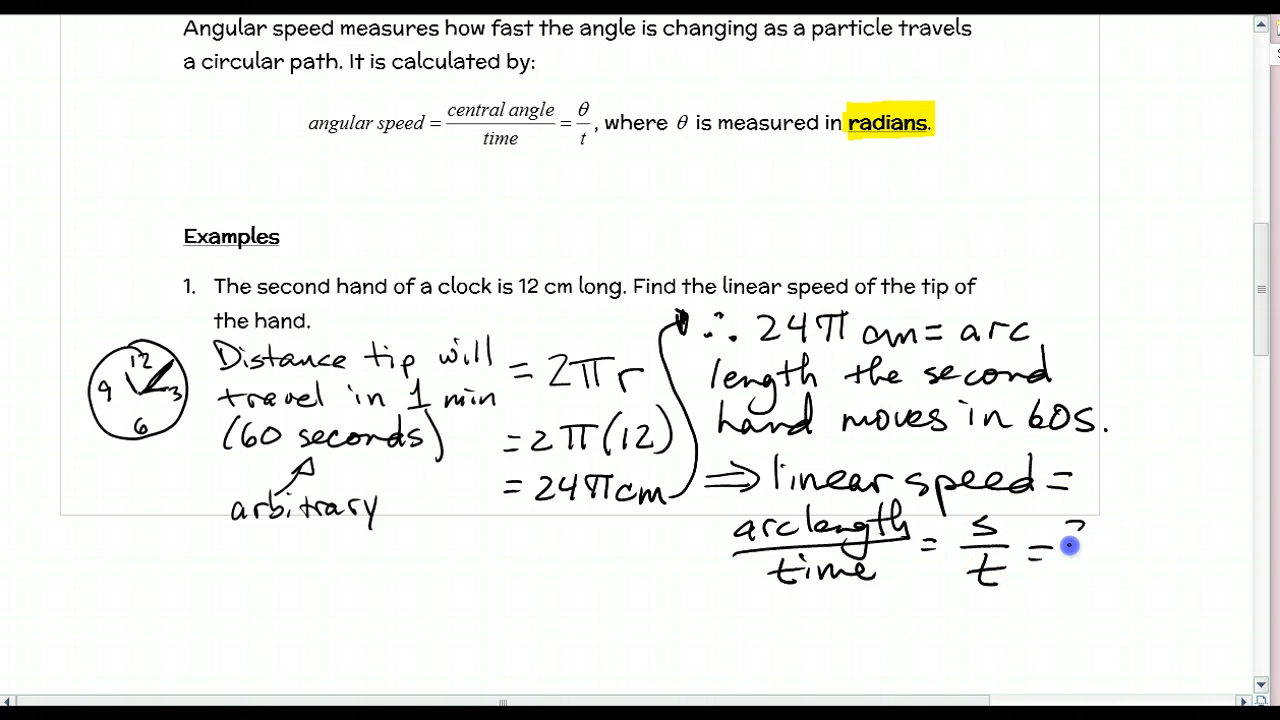 Angular speed measures how fast the angle is changing as a particle travels
a circular path. It is calculated by:
angular speed = central angle / time = θ / t, where θ is measured in radians.
Examples
1. The second hand of a clock is 12 cm long. Find the linear speed of the tip of
the hand.
12
9 3
6
Distance tip will
travel in 1 min
(60 seconds)
arbitrary
= 2πr
= 2π(12)
= 24πcm
∴ 24π cm = arc
length the second
hand moves in 60s.
⇒ linear speed =
arc length / time = s / t =